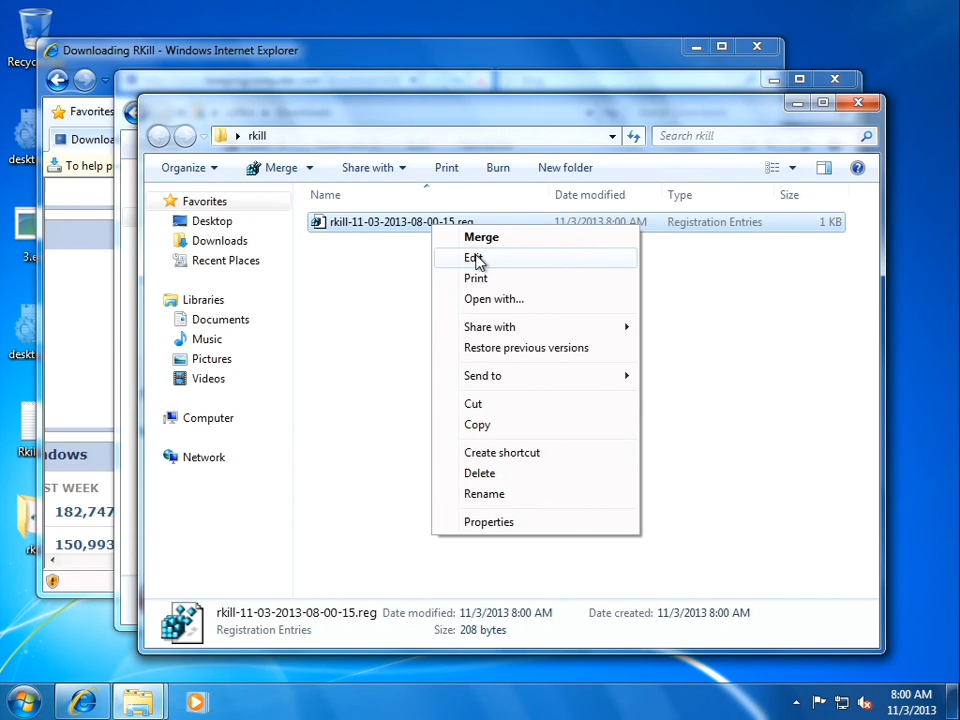 Recyc
Downloading RKill - Windows Internet Explorer
Favorites
Downloa
To help p
deskt
3.e
deskt
Rki
rk
ndows
ST WEEK
182,747
150,993
rkill
Search rkill
Organize
Merge
Share with
Print
Burn
New folder
Favorites
Desktop
Downloads
Recent Places
Libraries
Documents
Music
Pictures
Videos
Computer
Network
Name
Date modified
Type
Size
rkill-11-03-2013-08-00-15.reg
11/3/2013 8:00 AM
Registration Entries
1 KB
Merge
Edit
Print
Open with...
Share with
Restore previous versions
Send to
Cut
Copy
Create shortcut
Delete
Rename
Properties
rkill-11-03-2013-08-00-15.reg Date modified: 11/3/2013 8:00 AM Date created: 11/3/2013 8:00 AM
Registration Entries Size: 208 bytes
8:00 AM
11/3/2013